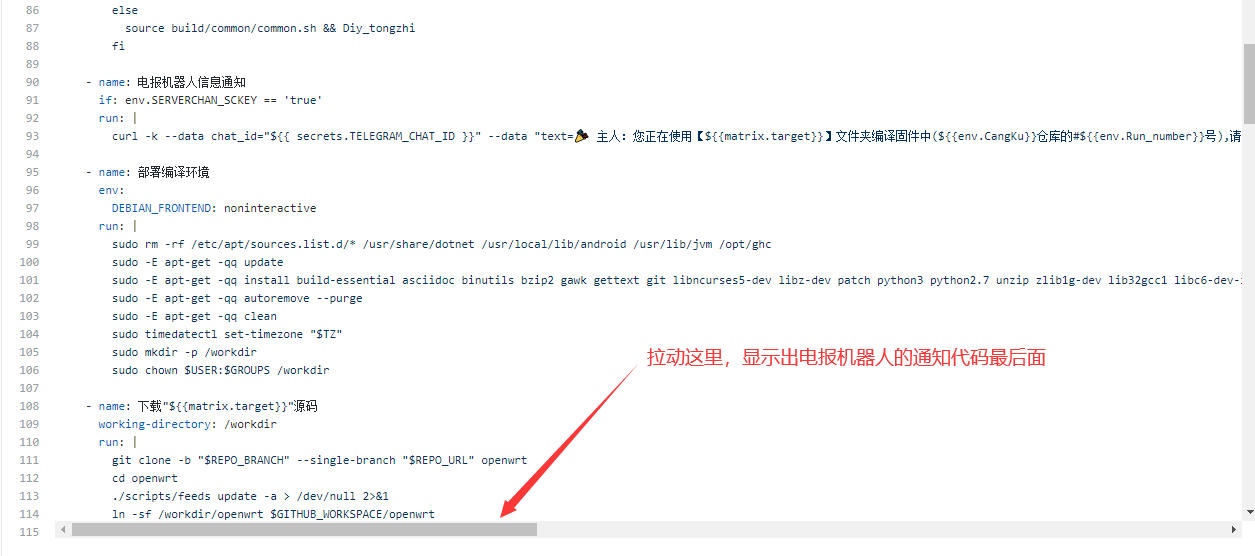 86 else
87 source build/common/common.sh && Diy_tongzhi
88 fi
89
90 - name: 电报机器人信息通知
91 if: env.SERVERCHAN_SCKEY == 'true'
92 run: |
93 curl -k --data chat_id="${{ secrets.TELEGRAM_CHAT_ID }}" --data "text=🎉 主人：您正在使用【${{matrix.target}}】文件夹编译固件中(${{env.CangKu}}仓库的#${{env.Run_number}}号),请
94
95 - name: 部署编译环境
96 env:
97 DEBIAN_FRONTEND: noninteractive
98 run: |
99 sudo rm -rf /etc/apt/sources.list.d/* /usr/share/dotnet /usr/local/lib/android /usr/lib/jvm /opt/ghc
100 sudo -E apt-get -qq update
101 sudo -E apt-get -qq install build-essential asciidoc binutils bzip2 gawk gettext git libncurses5-dev libz-dev patch python3 python2.7 unzip zlib1g-dev lib32gcc1 libc6-dev-
102 sudo -E apt-get -qq autoremove --purge
103 sudo -E apt-get -qq clean
104 sudo timedatectl set-timezone "$TZ"
105 sudo mkdir -p /workdir
106 sudo chown $USER:$GROUPS /workdir
拉动这里，显示出电报机器人的通知代码最后面
107
108 - name: 下载"${{matrix.target}}"源码
109 working-directory: /workdir
110 run: |
111 git clone -b "$REPO_BRANCH" --single-branch "$REPO_URL" openwrt
112 cd openwrt
113 ./scripts/feeds update -a > /dev/null 2>&1
114 ln -sf /workdir/openwrt $GITHUB_WORKSPACE/openwrt
115